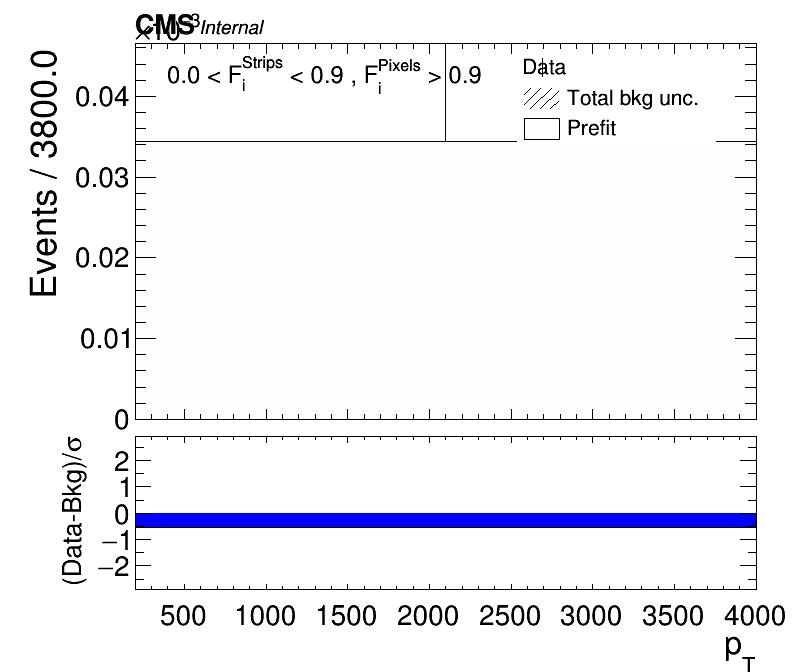 CMS Internal
×10⁻³
0.0 < F_i^Strips < 0.9 , F_i^Pixels > 0.9
Data
Total bkg unc.
Prefit
Events / 3800.0
0.04
0.03
0.02
0.01
0
(Data-Bkg)/σ
2
1
0
−1
−2
500 1000 1500 2000 2500 3000 3500 4000
p_T